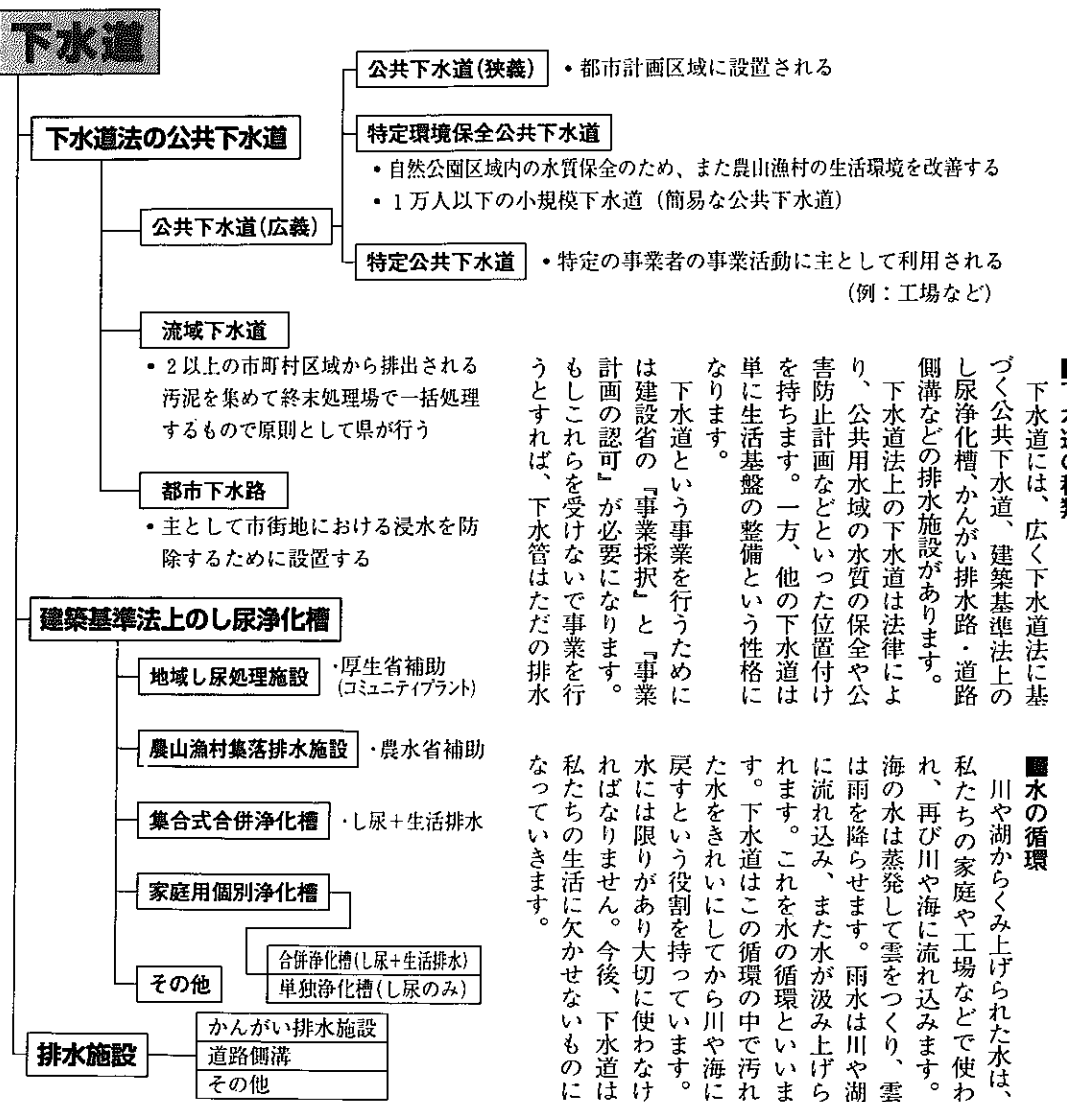 下水道
下水道法の公共下水道
公共下水道(広義)
公共下水道(狭義)
・都市計画区域に設置される
特定環境保全公共下水道
・自然公園区域内の水質保全のため、また農山漁村の生活環境を改善する
・1万人以下の小規模下水道（簡易な公共下水道）
特定公共下水道
・特定の事業者の事業活動に主として利用される
(例：工場など)
流域下水道
・2以上の市町村区域から排出される
汚泥を集めて終末処理場で一括処理
するもので原則として県が行う
都市下水路
・主として市街地における浸水を防
除するために設置する
建築基準法上のし尿浄化槽
地域し尿処理施設
・厚生省補助
(コミュニティプラント)
農山漁村集落排水施設
・農水省補助
集合式合併浄化槽
・し尿＋生活排水
家庭用個別浄化槽
合併浄化槽(し尿＋生活排水)
単独浄化槽(し尿のみ)
その他
排水施設
かんがい排水施設
道路側溝
その他
下水道には、広く下水道法に基
づく公共下水道、建築基準法上の
し尿浄化槽、かんがい排水路・道路
側溝などの排水施設があります。
下水道法上の下水道は法律によ
り、公共用水域の水質の保全や公
害防止計画などといった位置付け
を持ちます。一方、他の下水道は
単に生活基盤の整備という性格に
なります。
下水道という事業を行うために
は建設省の『事業採択』と『事業
計画の認可』が必要になります。
もしこれらを受けないで事業を行
うとすれば、下水管はただの排水
■水の循環
川や湖からくみ上げられた水は、
私たちの家庭や工場などで使わ
れ、再び川や海に流れ込みます。
海の水は蒸発して雲をつくり、雲
は雨を降らせます。雨水は川や湖
に流れ込み、また水が汲み上げら
れます。これを水の循環といいま
す。下水道はこの循環の中で汚れ
た水をきれいにしてから川や海に
戻すという役割を持っています。
水には限りがあり大切に使わなけ
ればなりません。今後、下水道は
私たちの生活に欠かせないものに
なっていきます。